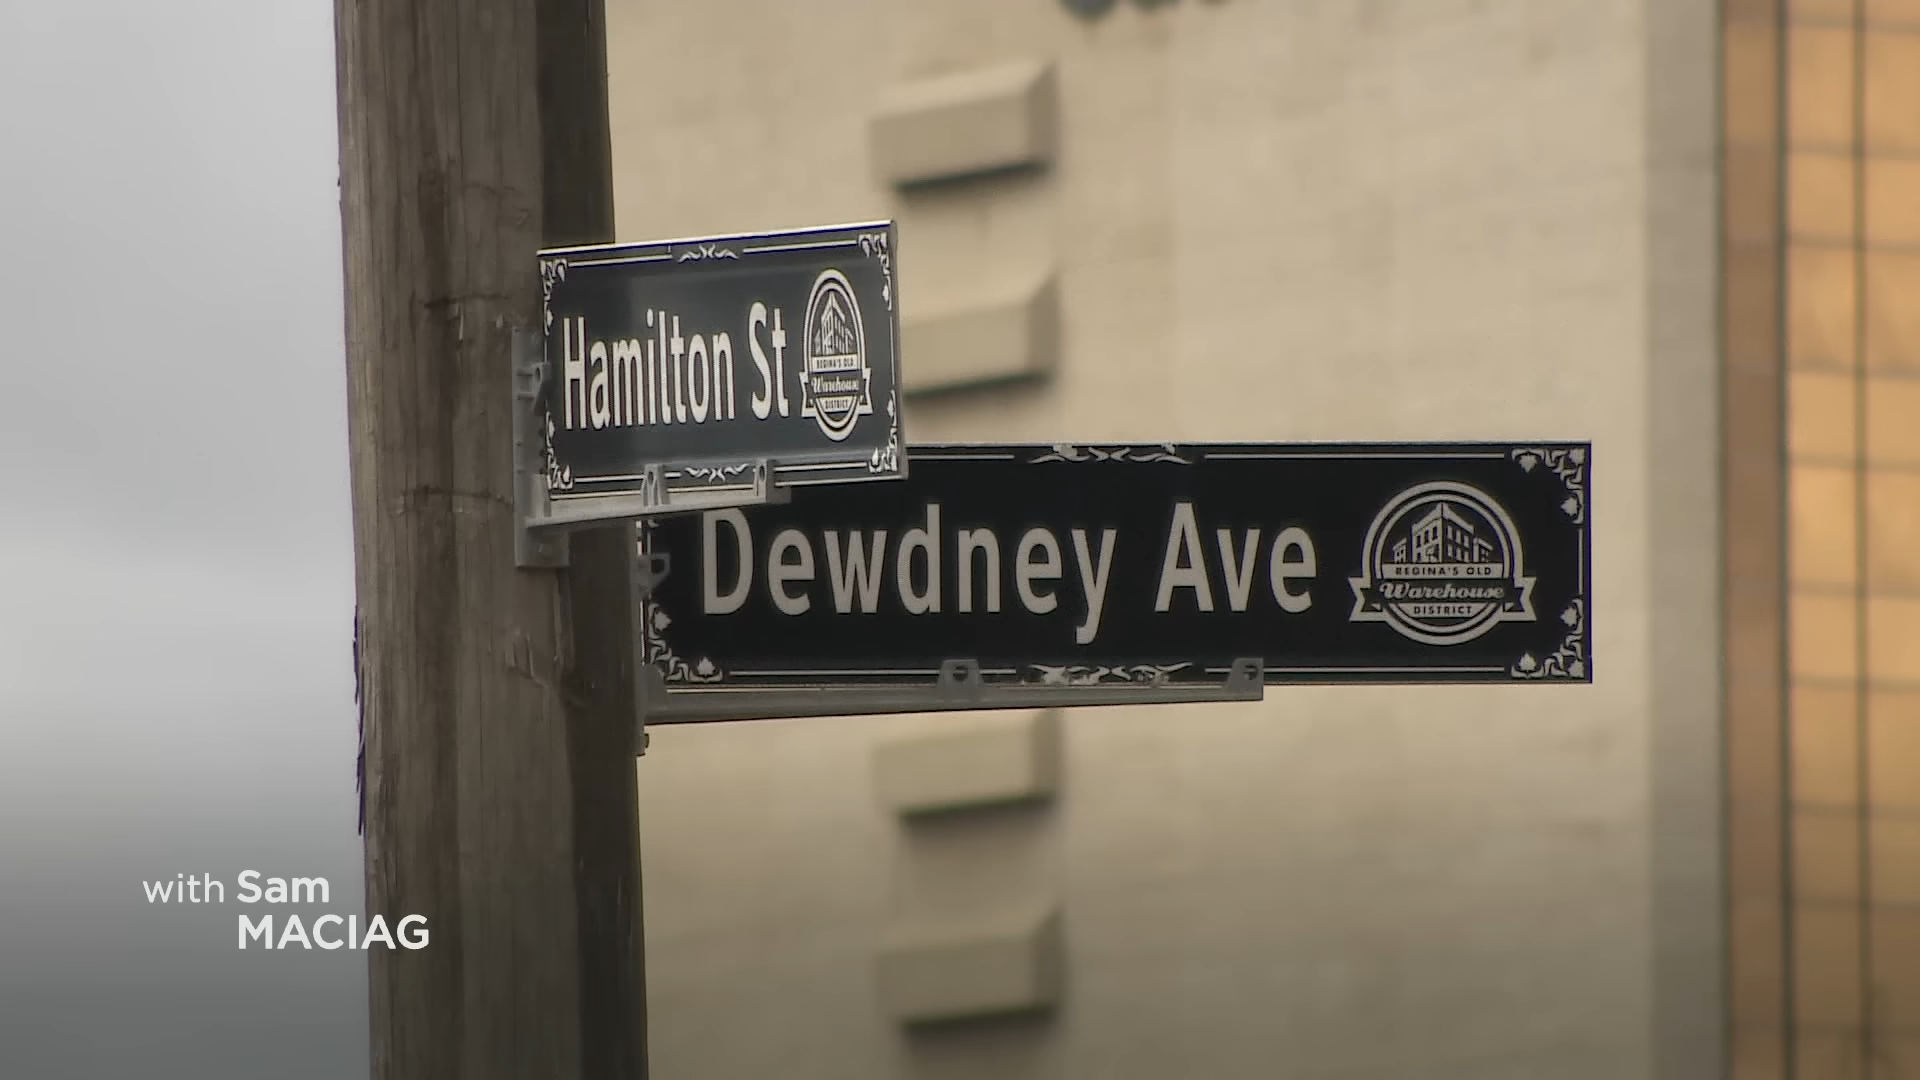 Hamilton St
REGINA'S OLD
Warehouse
DISTRICT
Dewdney Ave
REGINA'S OLD
Warehouse
DISTRICT
with Sam
MACIAG